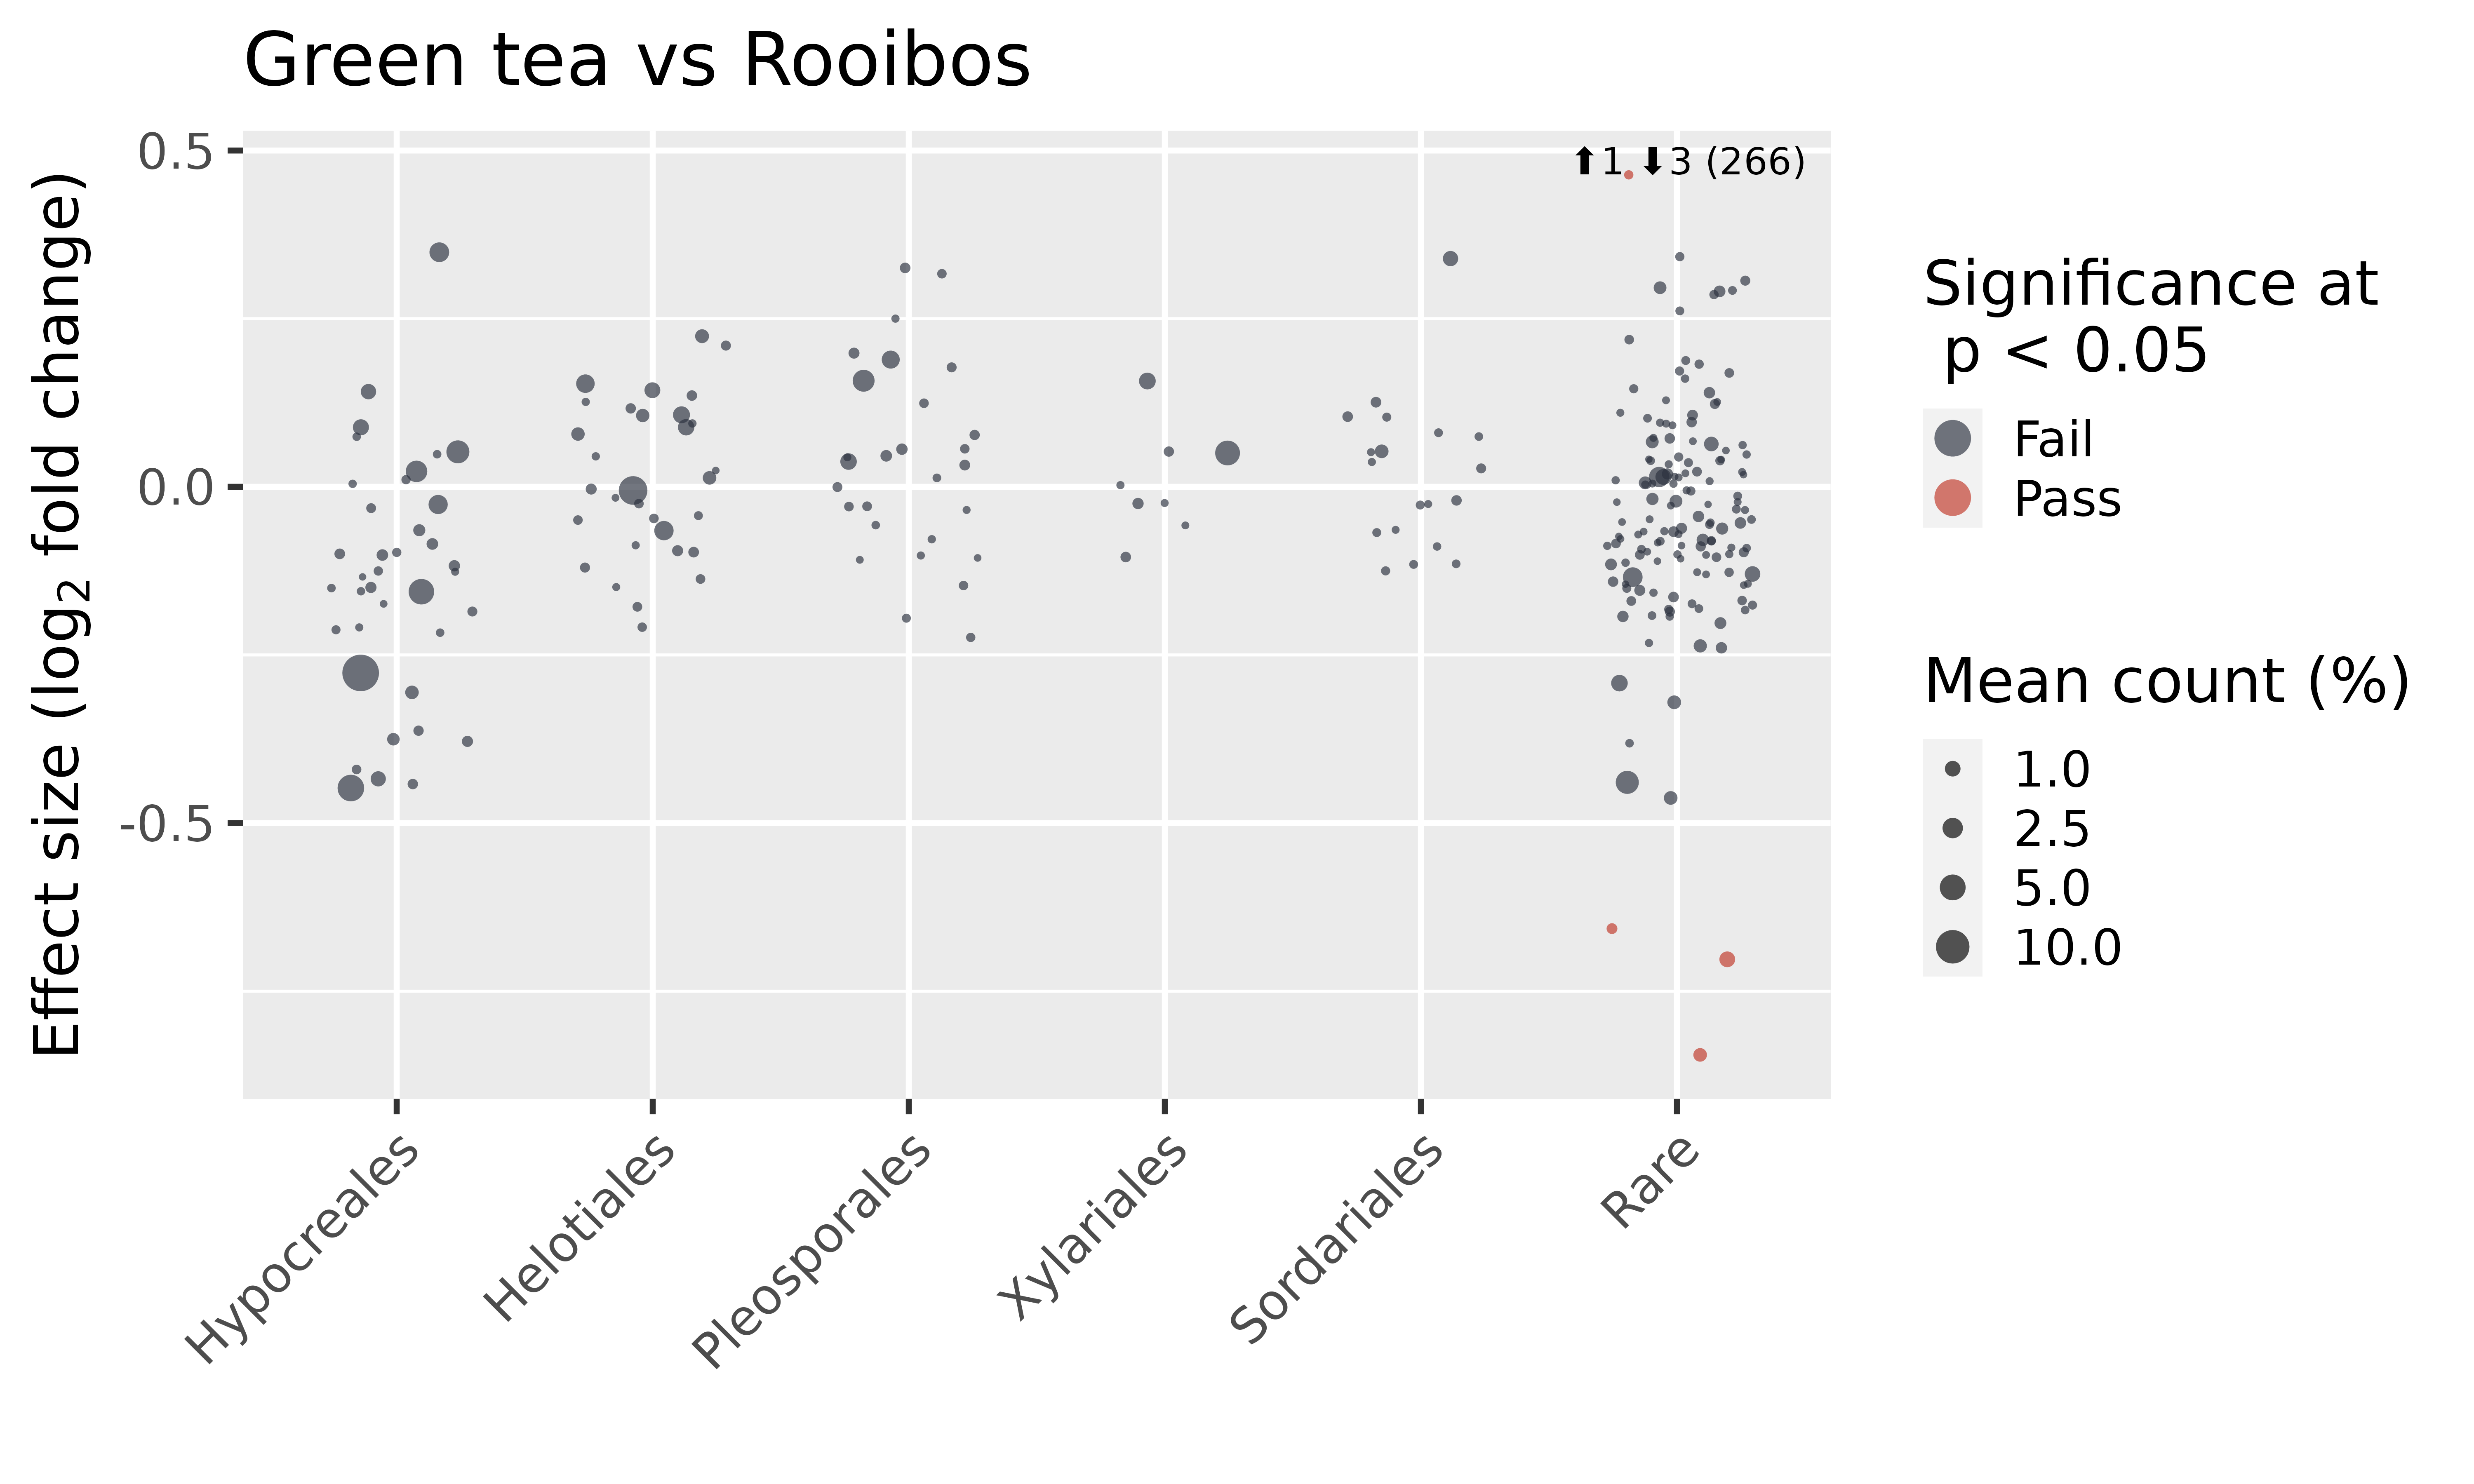 Green tea vs Rooibos
Effect size (log₂ fold change)
0.5
0.0
-0.5
⬆1 ⬇3 (266)
Hypocreales
Helotiales
Pleosporales
Xylariales
Sordariales
Rare
Significance at
p < 0.05
Fail
Pass
Mean count (%)
1.0
2.5
5.0
10.0